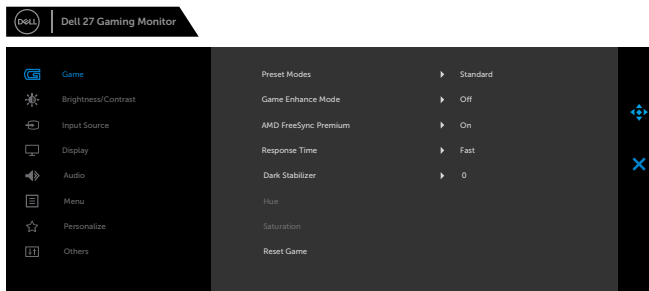 DELL
Dell 27 Gaming Monitor
Game
Preset Modes Standard
Brightness/Contrast
Game Enhance Mode Off
Input Source
AMD FreeSync Premium On
Display
Response Time Fast
Audio
Dark Stabilizer 0
Menu
Hue
Personalize
Saturation
Others
Reset Game